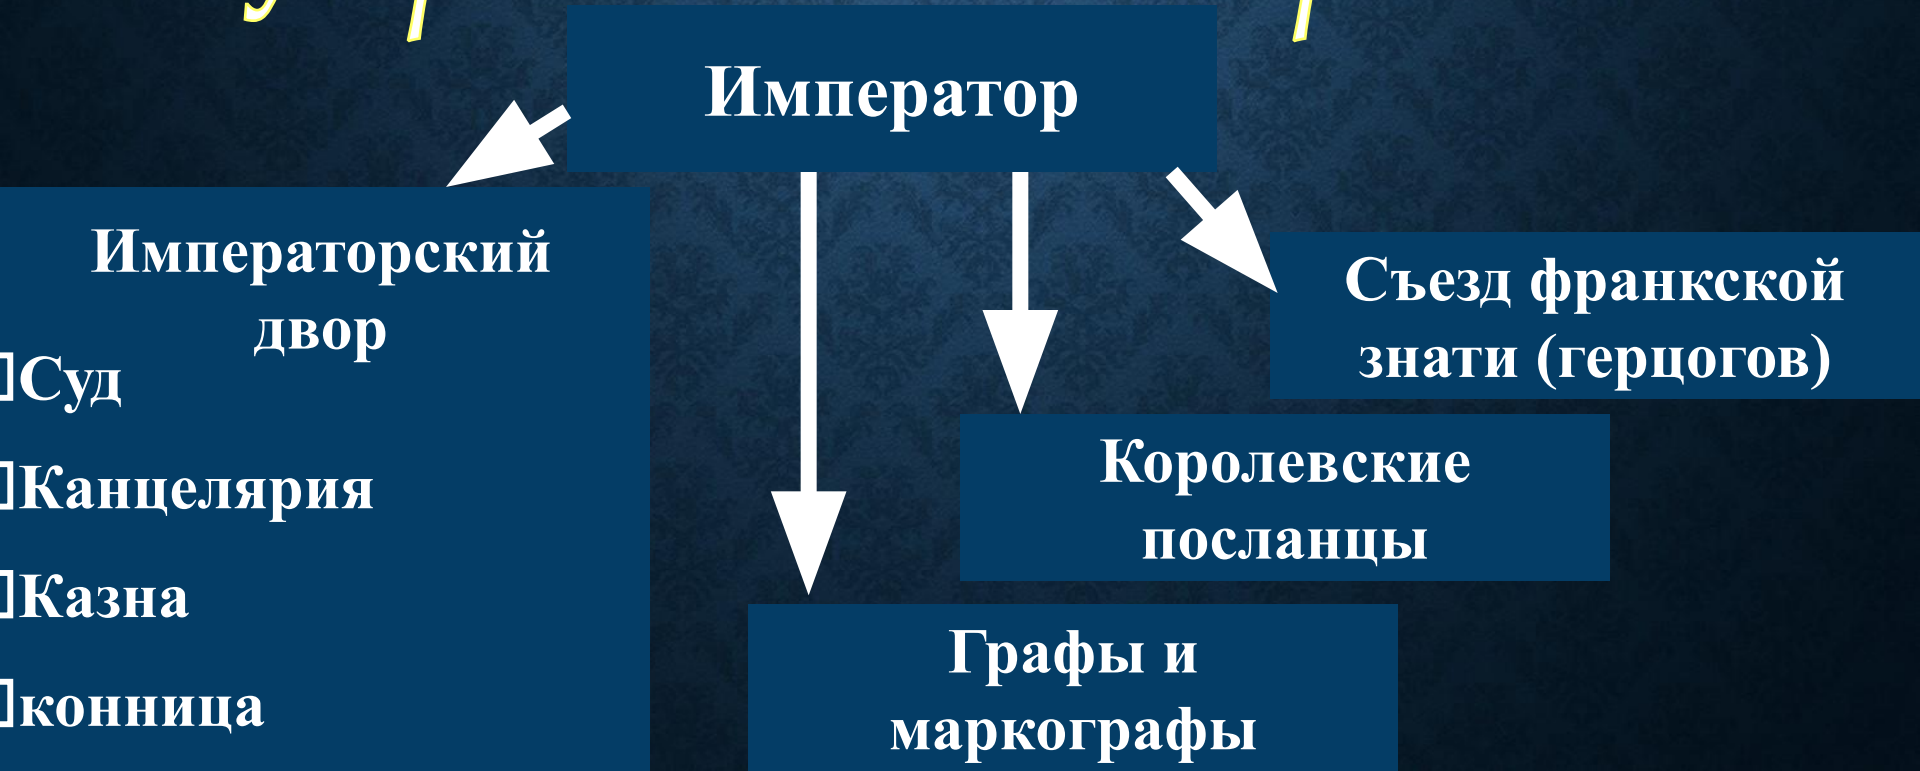 Император
Императорский
двор
Суд
Канцелярия
Казна
конница
Съезд франкской
знати (герцогов)
Королевские
посланцы
Графы и
маркографы